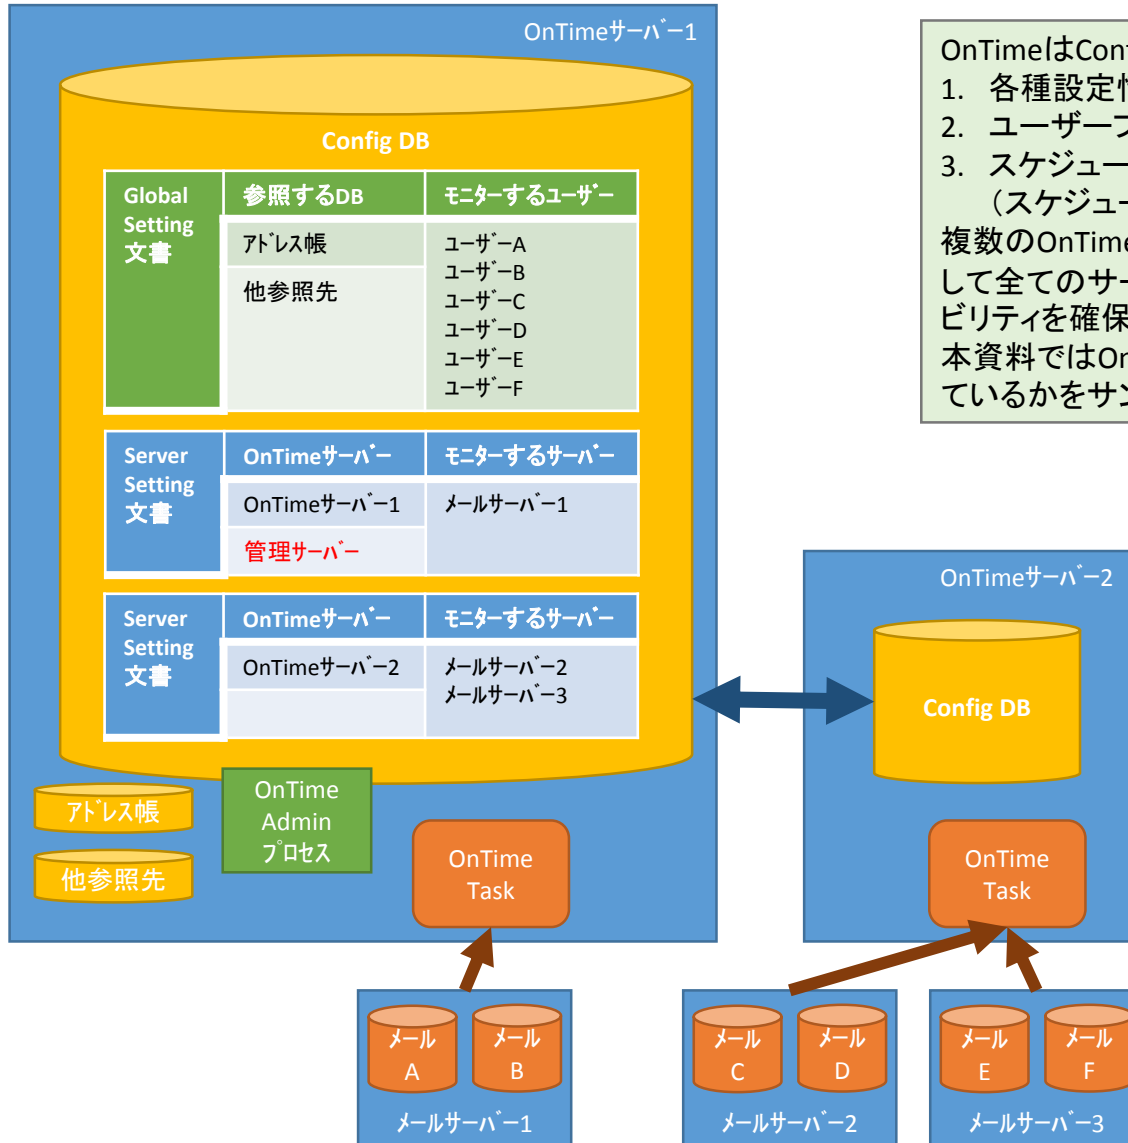 OnTimeサーバー1
Config DB
Global
Setting
文書
参照するDB
モニターするユーザー
アドレス帳
他参照先
ユーザーA
ユーザーB
ユーザーC
ユーザーD
ユーザーE
ユーザーF
Server
Setting
文書
OnTimeサーバー
モニターするサーバー
OnTimeサーバー1
管理サーバー
メールサーバー1
Server
Setting
文書
OnTimeサーバー
モニターするサーバー
OnTimeサーバー2
メールサーバー2
メールサーバー3
アドレス帳
他参照先
OnTime
Admin
プロセス
OnTime
Task
OnTimeはCon
1. 各種設定
2. ユーザー
3. スケジュー
（スケジュー
複数のOnTime
して全てのサー
ビリティを確保
本資料ではOn
ているかをサン
OnTimeサーバー2
Config DB
OnTime
Task
メール
A
メール
B
メールサーバー1
メール
C
メール
D
メールサーバー2
メール
E
メール
F
メールサーバー3